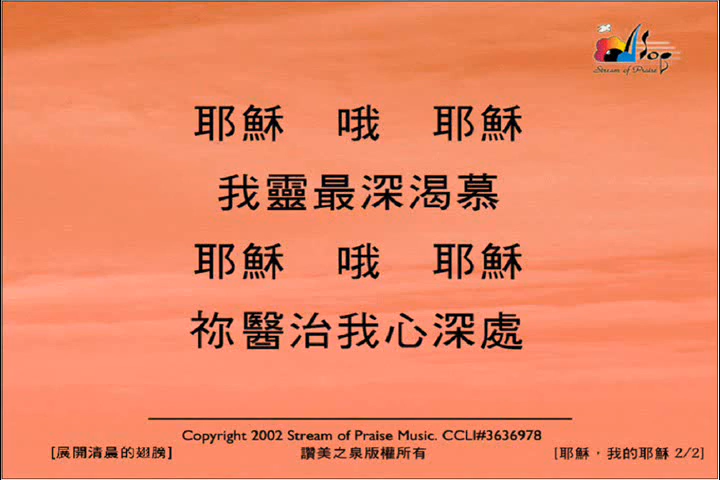 Sop
Stream of Praise
耶穌 哦 耶穌
我靈最深渴慕
耶穌 哦 耶穌
祢醫治我心深處
Copyright 2002 Stream of Praise Music. CCLI#3636978
[展開清晨的翅膀] 讚美之泉版權所有 [耶穌，我的耶穌 2/2]